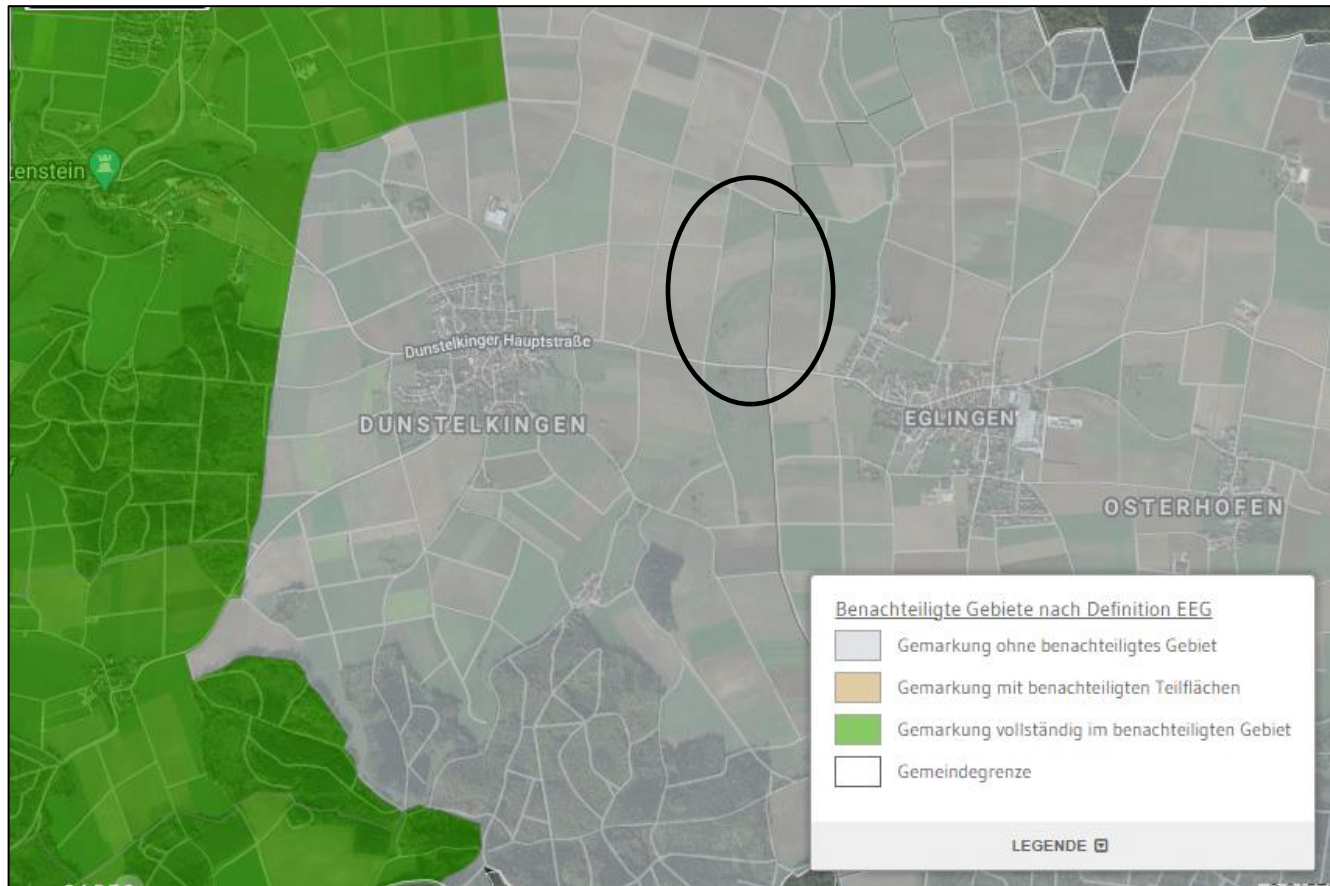 zenstein
Dunstelkinger Hauptstraße
DUNSTELKINGEN
EGLINGEN
OSTERHOFEN
Benachteiligte Gebiete nach Definition EEG
Gemarkung ohne benachteiligtes Gebiet
Gemarkung mit benachteiligten Teilflächen
Gemarkung vollständig im benachteiligten Gebiet
Gemeindegrenze
LEGENDE